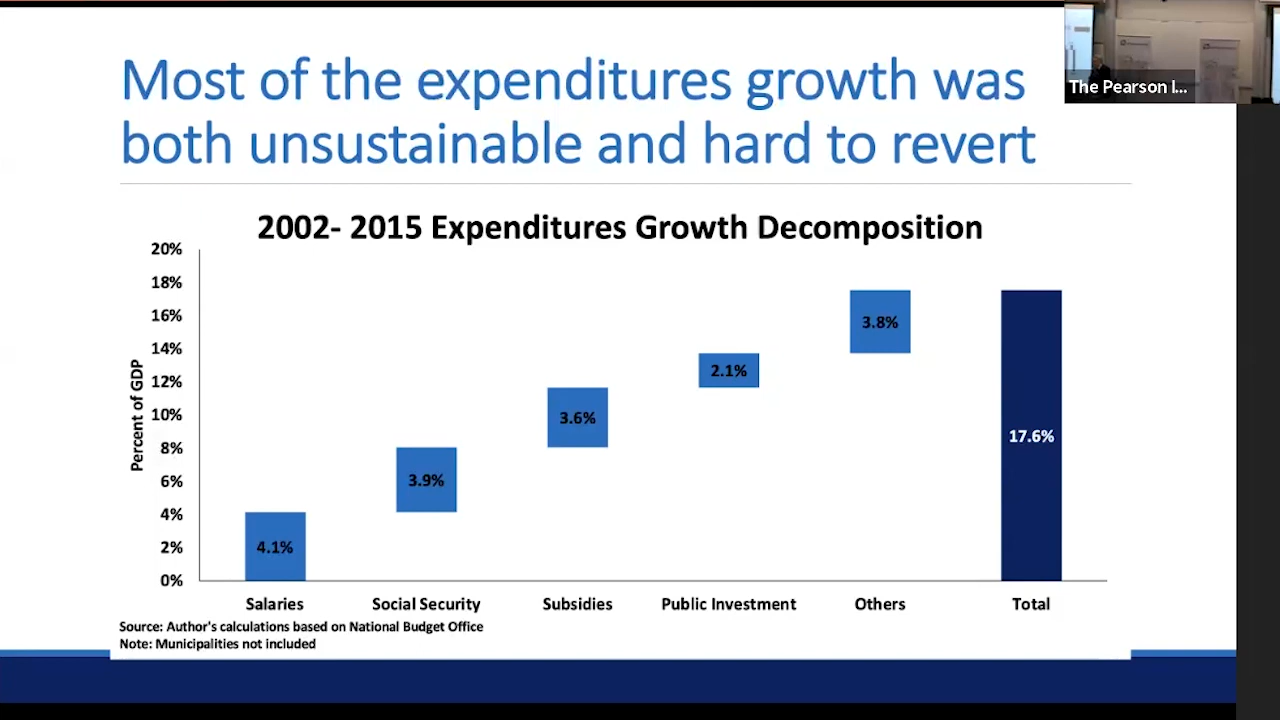 Most of the expenditures growth was
both unsustainable and hard to revert
The Pearson I...
2002- 2015 Expenditures Growth Decomposition
Percent of GDP
20%
18%
16%
14%
12%
10%
8%
6%
4%
2%
0%
4.1%
3.9%
3.6%
2.1%
3.8%
17.6%
Salaries Social Security Subsidies Public Investment Others Total
Source: Author's calculations based on National Budget Office
Note: Municipalities not included